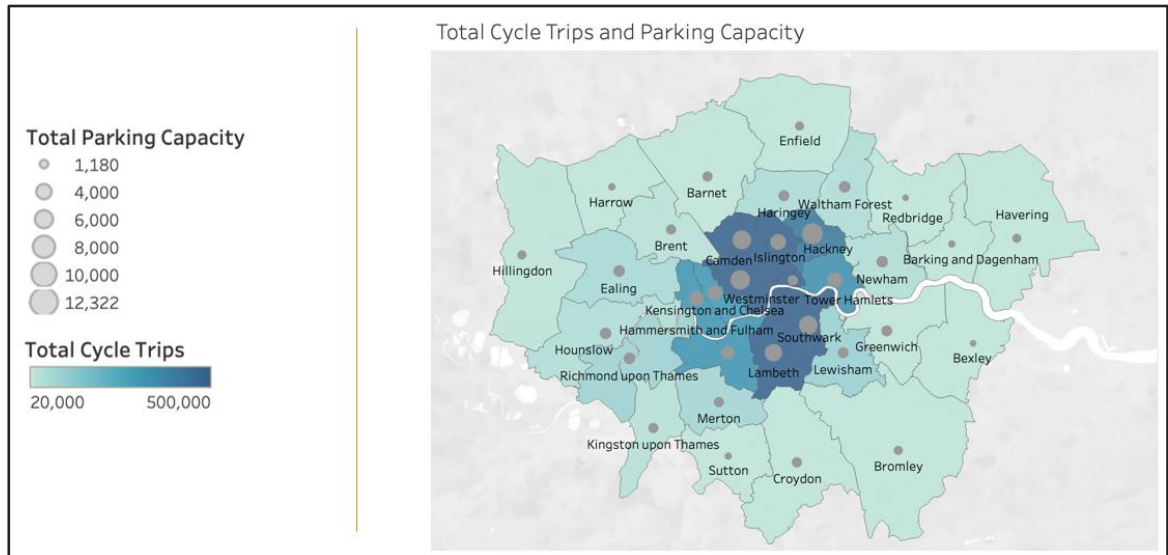 Total Cycle Trips and Parking Capacity
Total Parking Capacity
1,180
4,000
6,000
8,000
10,000
12,322
Total Cycle Trips
20,000 500,000
Enfield
Barnet
Harrow
Haringey
Waltham Forest
Redbridge
Havering
Brent
Hackney
Camden
Islington
Barking and Dagenham
Hillingdon
Ealing
Newham
Westminster
Tower Hamlets
Kensington and Chelsea
Hammersmith and Fulham
Southwark
Hounslow
Greenwich
Bexley
Richmond upon Thames
Lambeth
Lewisham
Merton
Kingston upon Thames
Sutton
Croydon
Bromley